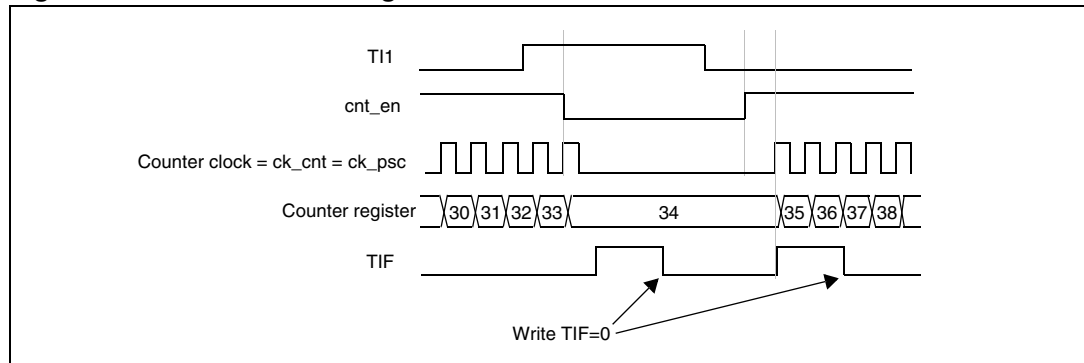 TI1
cnt_en
Counter clock = ck_cnt = ck_psc
Counter register 30 31 32 33 34 35 36 37 38
TIF
Write TIF=0